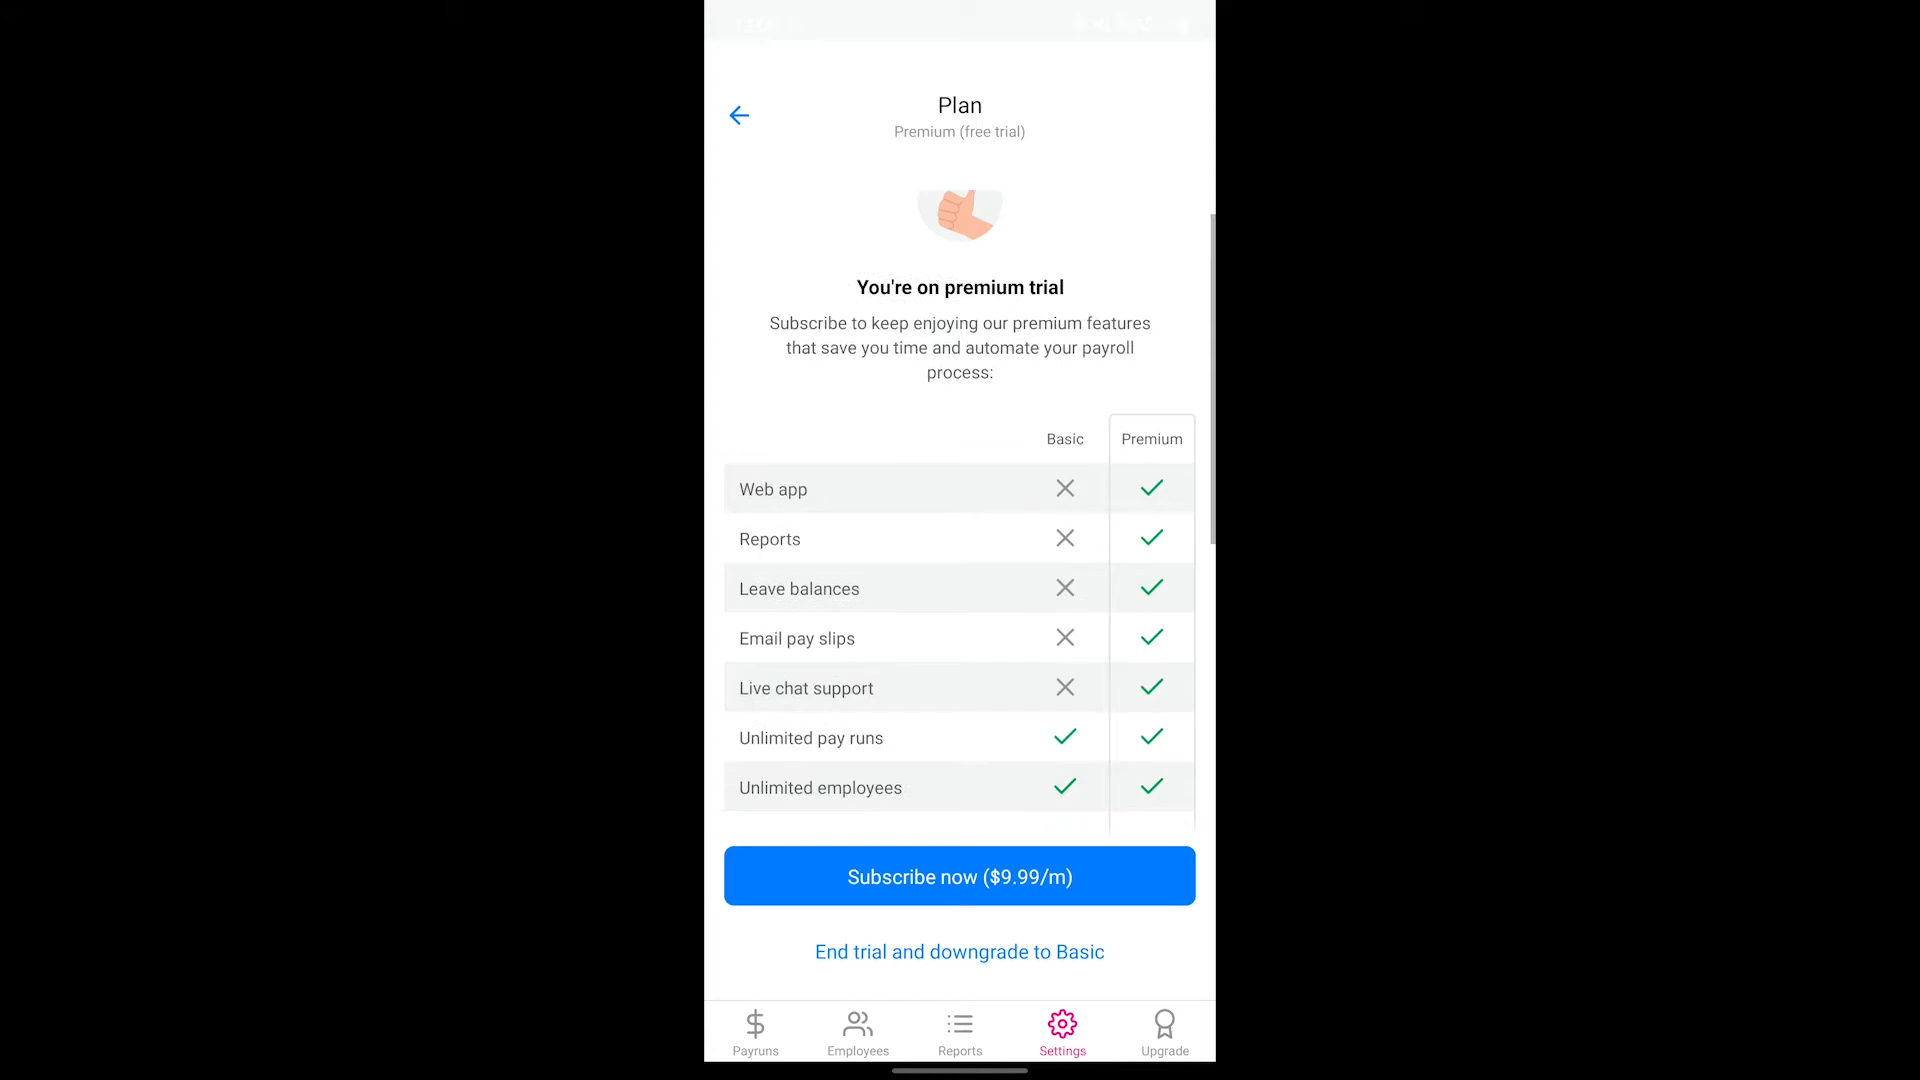 Plan
Premium (free trial)
You're on premium trial
Subscribe to keep enjoying our premium features
that save you time and automate your payroll
process:
Basic Premium
Web app
Reports
Leave balances
Email pay slips
Live chat support
Unlimited pay runs
Unlimited employees
Subscribe now ($9.99/m)
End trial and downgrade to Basic
Payruns Employees Reports Settings Upgrade